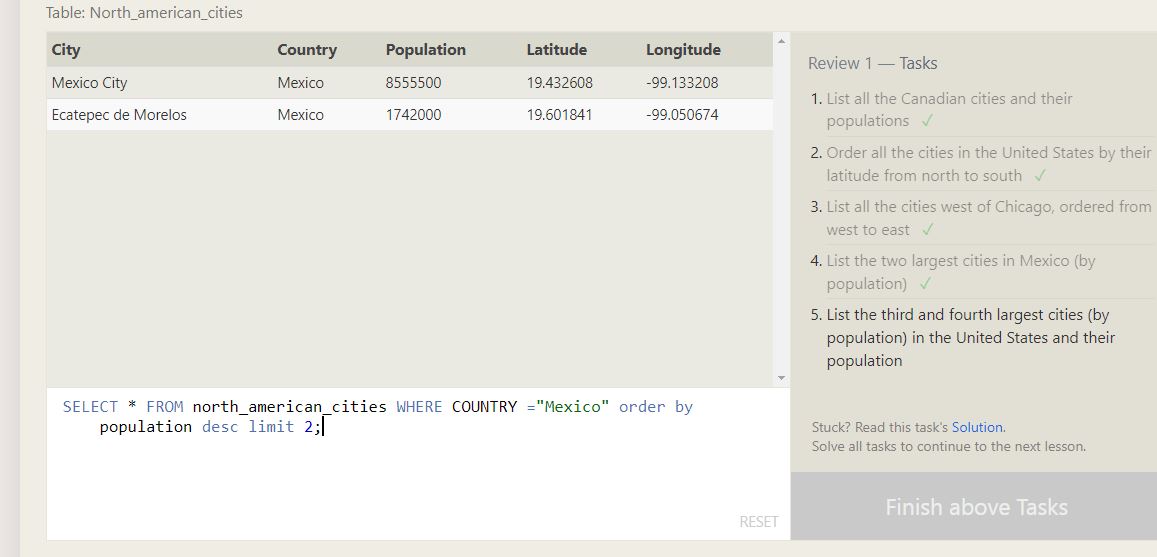 Table: North_american_cities
City Country Population Latitude Longitude
Mexico City Mexico 8555500 19.432608 -99.133208
Ecatepec de Morelos Mexico 1742000 19.601841 -99.050674
SELECT * FROM north_american_cities WHERE COUNTRY ="Mexico" order by
population desc limit 2;
RESET
Review 1 — Tasks
1. List all the Canadian cities and their
populations ✓
2. Order all the cities in the United States by their
latitude from north to south ✓
3. List all the cities west of Chicago, ordered from
west to east ✓
4. List the two largest cities in Mexico (by
population) ✓
5. List the third and fourth largest cities (by
population) in the United States and their
population
Stuck? Read this task's Solution.
Solve all tasks to continue to the next lesson.
Finish above Tasks